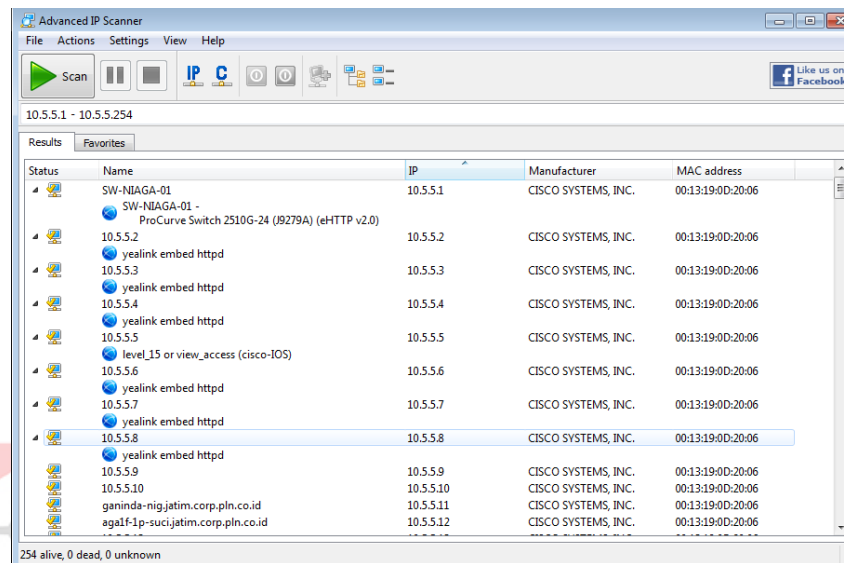 Advanced IP Scanner
File Actions Settings View Help
Scan IP C Like us on
Facebook
10.5.5.1 - 10.5.5.254
Results Favorites
Status Name IP Manufacturer MAC address
SW-NIAGA-01 10.5.5.1 CISCO SYSTEMS, INC. 00:13:19:0D:20:06
SW-NIAGA-01 -
ProCurve Switch 2510G-24 (J9279A) (eHTTP v2.0)
10.5.5.2 10.5.5.2 CISCO SYSTEMS, INC. 00:13:19:0D:20:06
yealink embed httpd
10.5.5.3 10.5.5.3 CISCO SYSTEMS, INC. 00:13:19:0D:20:06
yealink embed httpd
10.5.5.4 10.5.5.4 CISCO SYSTEMS, INC. 00:13:19:0D:20:06
yealink embed httpd
10.5.5.5 10.5.5.5 CISCO SYSTEMS, INC. 00:13:19:0D:20:06
level_15 or view_access (cisco-IOS)
10.5.5.6 10.5.5.6 CISCO SYSTEMS, INC. 00:13:19:0D:20:06
yealink embed httpd
10.5.5.7 10.5.5.7 CISCO SYSTEMS, INC. 00:13:19:0D:20:06
yealink embed httpd
10.5.5.8 10.5.5.8 CISCO SYSTEMS, INC. 00:13:19:0D:20:06
yealink embed httpd
10.5.5.9 10.5.5.9 CISCO SYSTEMS, INC. 00:13:19:0D:20:06
10.5.5.10 10.5.5.10 CISCO SYSTEMS, INC. 00:13:19:0D:20:06
ganinda-nig.jatim.corp.pln.co.id 10.5.5.11 CISCO SYSTEMS, INC. 00:13:19:0D:20:06
aga1f-1p-suci.jatim.corp.pln.co.id 10.5.5.12 CISCO SYSTEMS, INC. 00:13:19:0D:20:06
254 alive, 0 dead, 0 unknown